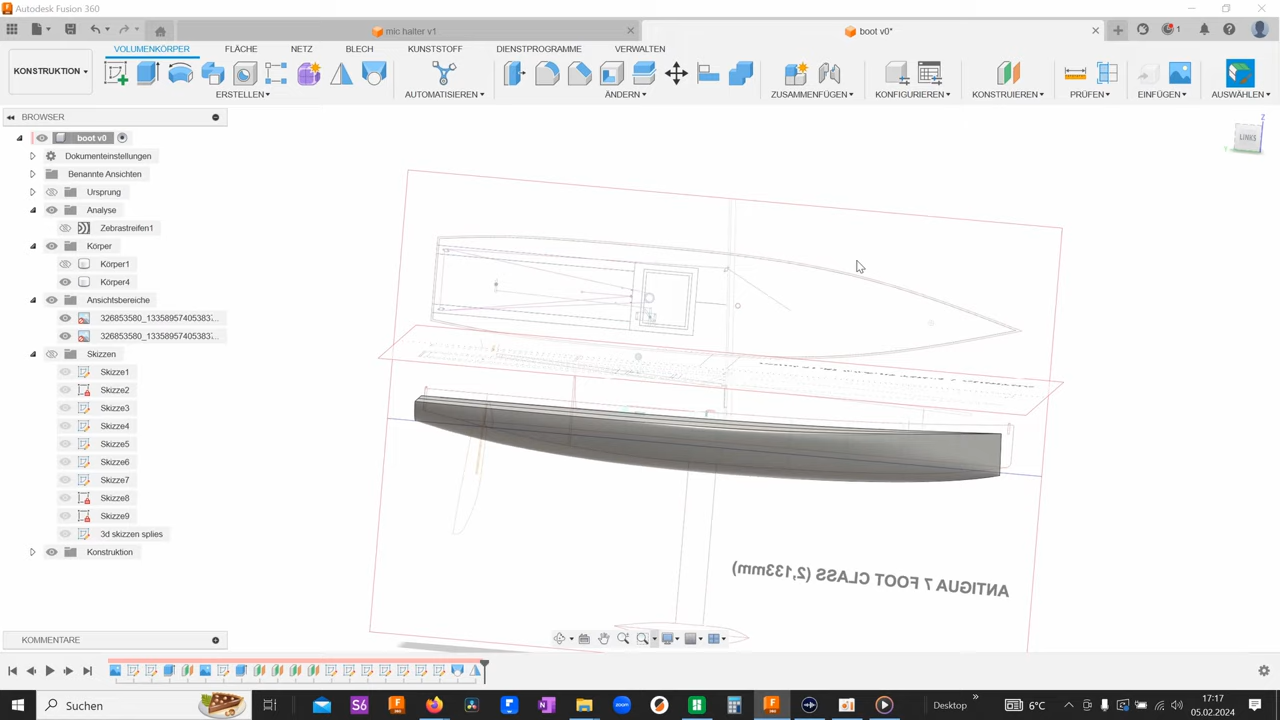 Autodesk Fusion 360
mic halter v1
boot v0*
1
KONSTRUKTION
VOLUMENKÖRPER
FLÄCHE
NETZ
BLECH
KUNSTSTOFF
DIENSTPROGRAMME
VERWALTEN
ERSTELLEN
AUTOMATISIEREN
ÄNDERN
ZUSAMMENFÜGEN
KONFIGURIEREN
KONSTRUIEREN
PRÜFEN
EINFÜGEN
AUSWÄHLEN
BROWSER
boot v0
Dokumenteinstellungen
Benannte Ansichten
Ursprung
Analyse
Zebrastreifen1
Körper
Körper1
Körper4
Ansichtsbereiche
326853580_133589574053837...
326853580_133589574053837...
Skizzen
Skizze1
Skizze2
Skizze3
Skizze4
Skizze5
Skizze6
Skizze7
Skizze8
Skizze9
3d skizzen splies
Konstruktion
Z
LINKS
Y
ANTIGUA 7 FOOT CLASS (2,133mm)
KOMMENTARE
Suchen
Desktop
6°C
17:17
05.02.2024